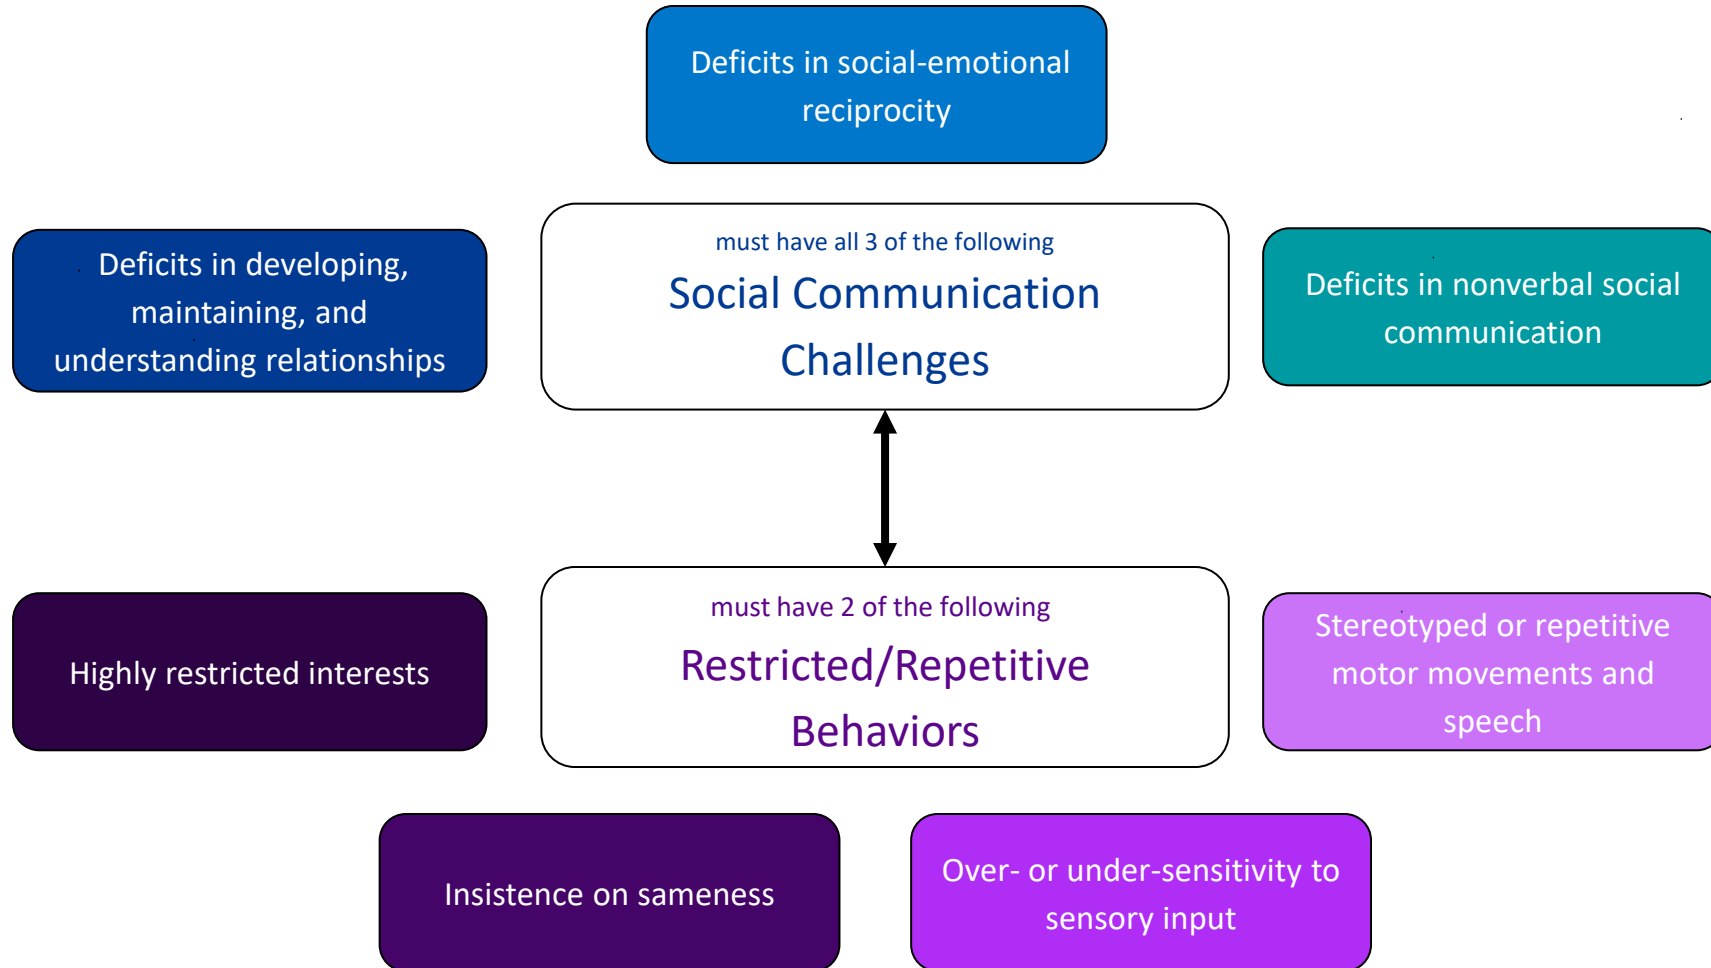 Deficits in social-emotional
reciprocity
Deficits in developing,
maintaining, and
understanding relationships
must have all 3 of the following
Social Communication
Challenges
Deficits in nonverbal social
communication
Highly restricted interests
must have 2 of the following
Restricted/Repetitive
Behaviors
Stereotyped or repetitive
motor movements and
speech
Insistence on sameness
Over- or under-sensitivity to
sensory input